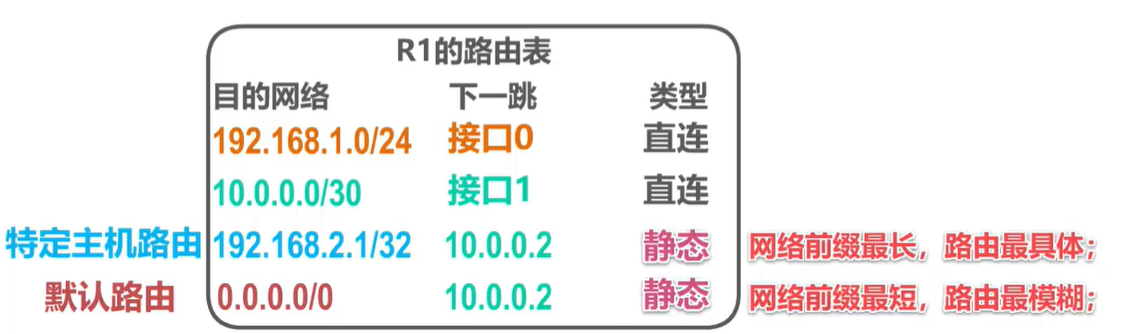 R1的路由表
目的网络 下一跳 类型
192.168.1.0/24 接口0 直连
10.0.0.0/30 接口1 直连
特定主机路由 192.168.2.1/32 10.0.0.2 静态 网络前缀最长，路由最具体；
默认路由 0.0.0.0/0 10.0.0.2 静态 网络前缀最短，路由最模糊；